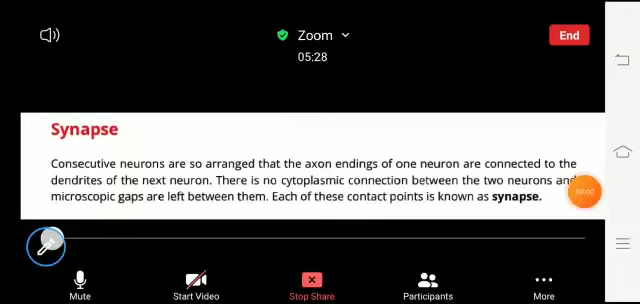 Zoom
End
05:28
Synapse
Consecutive neurons are so arranged that the axon endings of one neuron are connected to the
dendrites of the next neuron. There is no cytoplasmic connection between the two neurons and
microscopic gaps are left between them. Each of these contact points is known as synapse.
00:00
Mute
Start Video
Stop Share
Participants
More